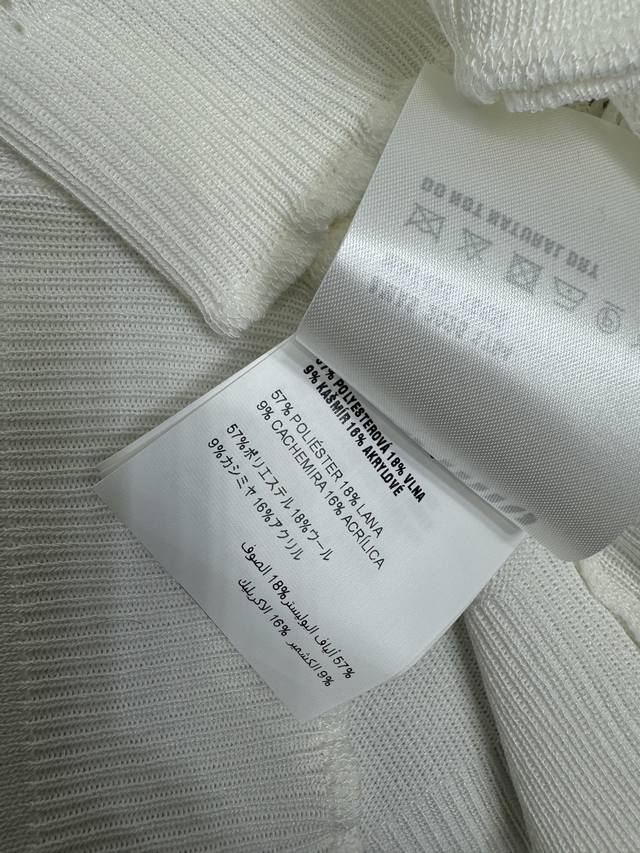 57% POLYESTEROVÁ 18% VLNA
9% KAŠMÍR 16% AKRYLOVÉ
57% POLIÉSTER 18% LANA
9% CACHEMIRA 16% ACRÍLICA
57%ポリエステル 18%ウール
9%カシミヤ 16%アクリル
57% ألياف البوليستر 18% الصوف
9% الكشمير 16% الاكريليك
DO NOT NATURAL DRY